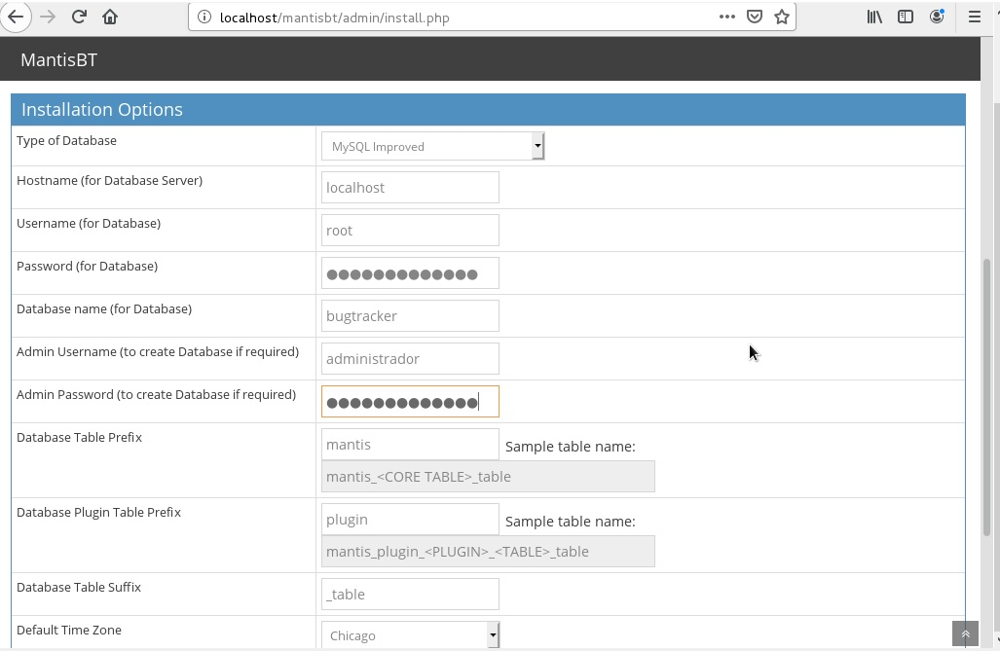 localhost/mantisbt/admin/install.php
MantisBT
Installation Options
Type of Database
MySQL Improved
Hostname (for Database Server)
localhost
Username (for Database)
root
Password (for Database)
●●●●●●●●●●●●●
Database name (for Database)
bugtracker
Admin Username (to create Database if required)
administrador
Admin Password (to create Database if required)
●●●●●●●●●●●●●
Database Table Prefix
mantis Sample table name:
mantis_<CORE TABLE>_table
Database Plugin Table Prefix
plugin Sample table name:
mantis_plugin_<PLUGIN>_<TABLE>_table
Database Table Suffix
_table
Default Time Zone
Chicago